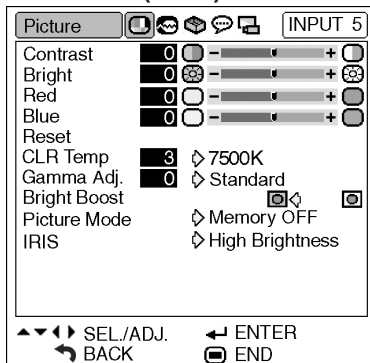 Picture INPUT 5
Contrast 0 - +
Bright 0 - +
Red 0 - +
Blue 0 - +
Reset
CLR Temp 3 7500K
Gamma Adj. 0 Standard
Bright Boost
Picture Mode Memory OFF
IRIS High Brightness
SEL./ADJ. ENTER
BACK END